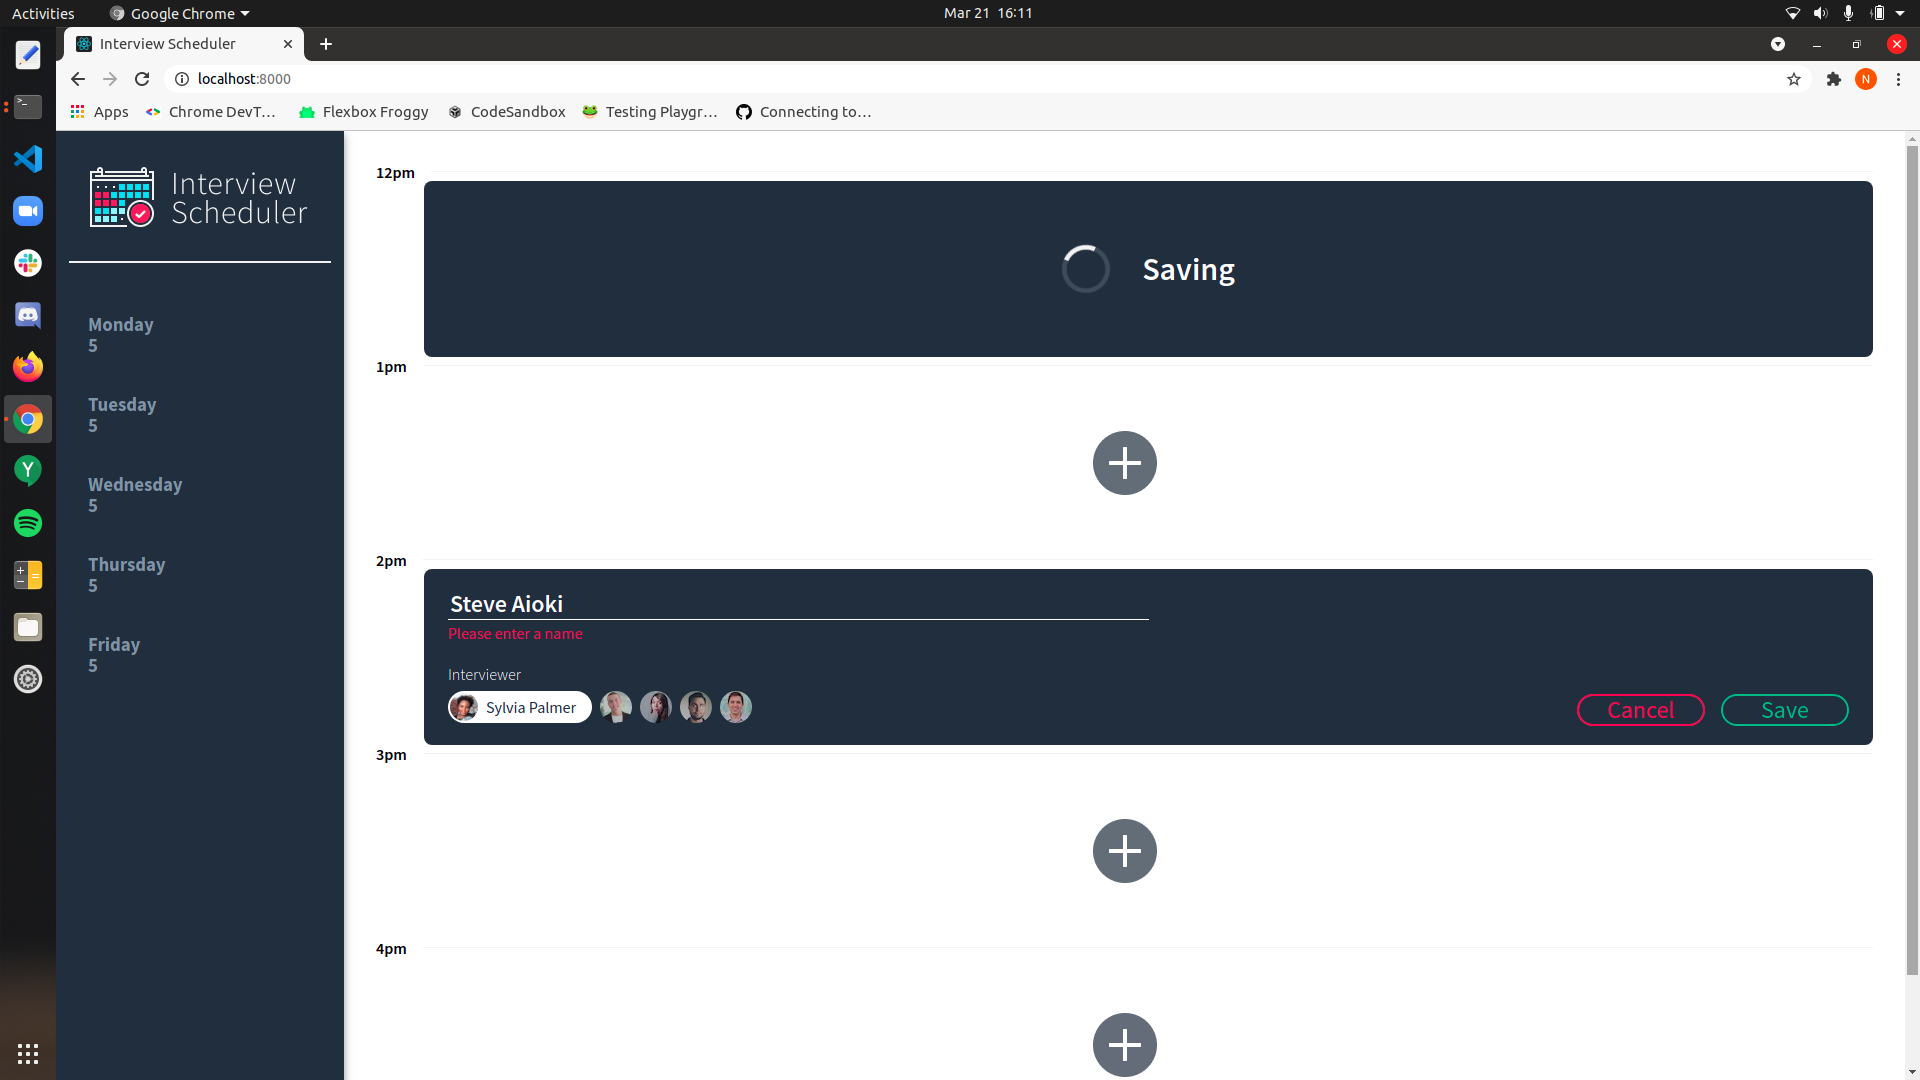 Activities
Google Chrome
Mar 21 16:11
Interview Scheduler
localhost:8000
N
Apps
Chrome DevT...
Flexbox Froggy
CodeSandbox
Testing Playgr...
Connecting to...
Interview
Scheduler
Monday
5
Tuesday
5
Wednesday
5
Thursday
5
Friday
5
12pm
Saving
1pm
2pm
Steve Aioki
Please enter a name
Interviewer
Sylvia Palmer
Cancel
Save
3pm
4pm